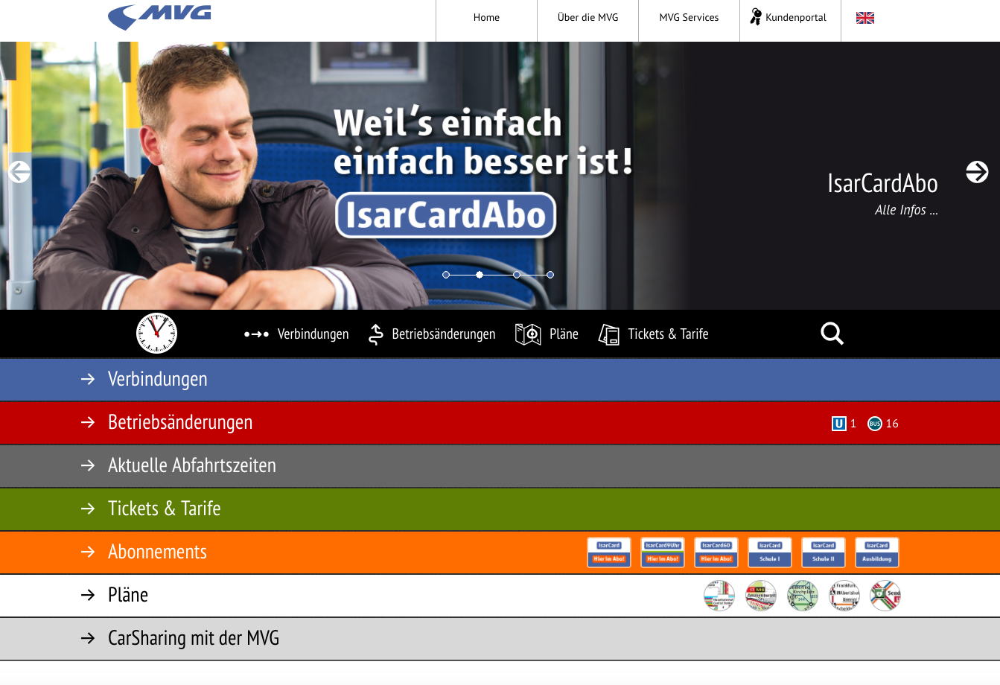 MVG
Home
Über die MVG
MVG Services
Kundenportal
Weil's einfach
einfach besser ist!
IsarCardAbo
IsarCardAbo
Alle Infos ...
Verbindungen
Betriebsänderungen
Pläne
Tickets & Tarife
Verbindungen
Betriebsänderungen
U 1 BUS 16
Aktuelle Abfahrtszeiten
Tickets & Tarife
Abonnements
IsarCard
Hier im Abo!
IsarCard9Uhr
Hier im Abo!
IsarCard60
Hier im Abo!
IsarCard
Schule I
IsarCard
Schule II
IsarCard
Ausbildung
Pläne
CarSharing mit der MVG